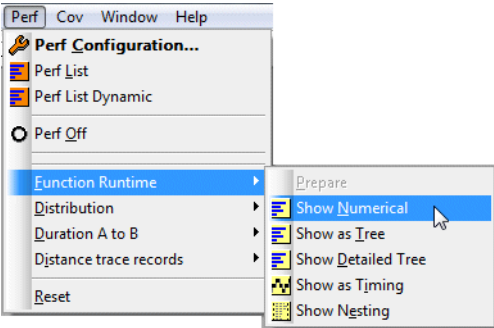 Perf Cov Window Help
Perf Configuration...
Perf List
Perf List Dynamic
Perf Off
Function Runtime
Distribution
Duration A to B
Distance trace records
Reset
Prepare
Show Numerical
Show as Tree
Show Detailed Tree
Show as Timing
Show Nesting